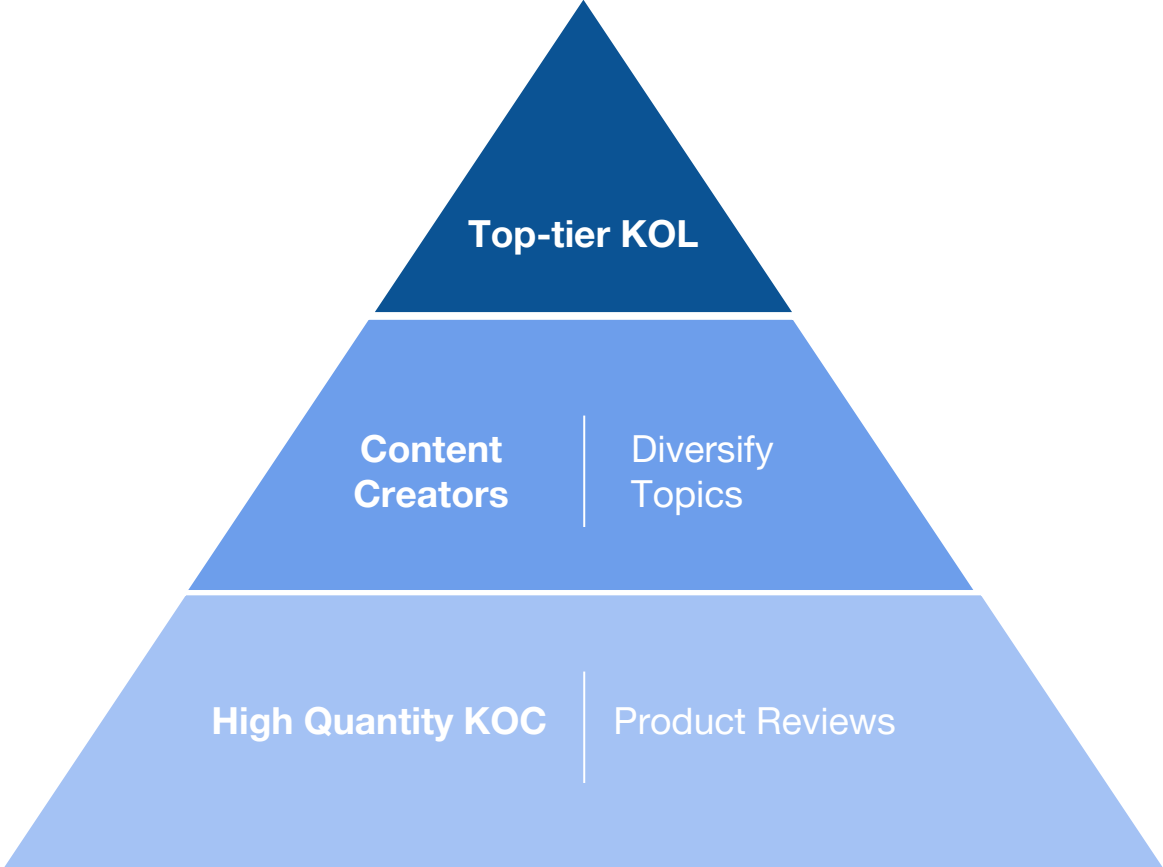 Top-tier KOL
Content
Creators
Diversify
Topics
High Quantity KOC
Product Reviews